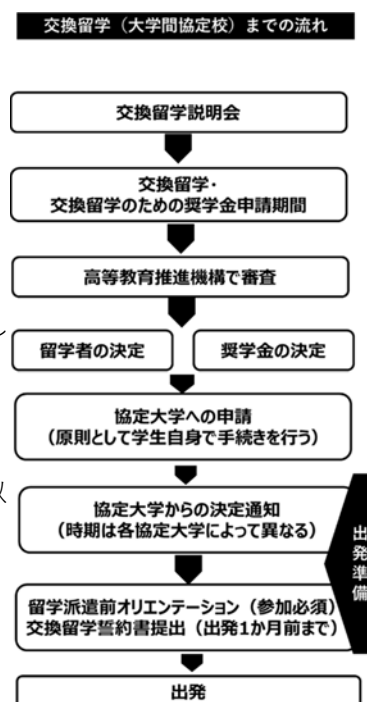 交換留学（大学間協定校）までの流れ
交換留学説明会
交換留学・
交換留学のための奨学金申請期間
高等教育推進機構で審査
留学者の決定
奨学金の決定
協定大学への申請
（原則として学生自身で手続きを行う）
協定大学からの決定通知
（時期は各協定大学によって異なる）
出発準備
留学派遣前オリエンテーション（参加必須）
交換留学誓約書提出（出発1か月前まで）
出発